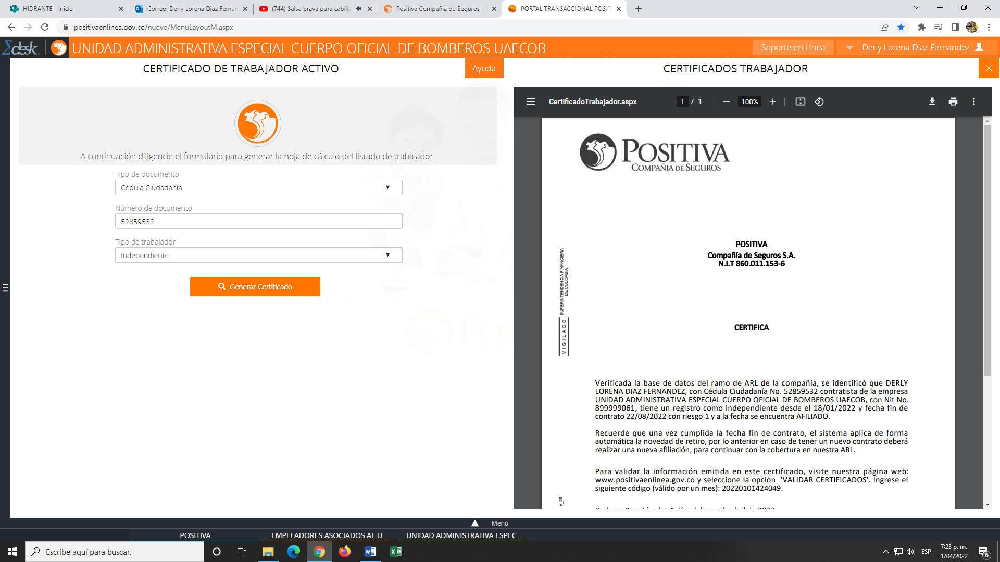 HIDRANTE - Inicio
Correo: Derly Lorena Diaz Fernan
(744) Salsa brava pura cabilla
Positiva Compañía de Seguros -
PORTAL TRANSACCIONAL POSIT
positivaenlinea.gov.co/nuevo/MenuLayoutM.aspx
desk
UNIDAD ADMINISTRATIVA ESPECIAL CUERPO OFICIAL DE BOMBEROS UAECOB
Soporte en Línea
Derly Lorena Diaz Fernandez
CERTIFICADO DE TRABAJADOR ACTIVO
Ayuda
A continuación diligencie el formulario para generar la hoja de cálculo del listado de trabajador.
Tipo de documento
Cédula Ciudadanía
Número de documento
52859532
Tipo de trabajador
Independiente
Generar Certificado
CERTIFICADOS TRABAJADOR
CertificadoTrabajador.aspx
1 / 1
100%
POSITIVA
COMPAÑIA DE SEGUROS
POSITIVA
Compañía de Seguros S.A.
N.I.T 860.011.153-6
SUPERINTENDENCIA FINANCIERA
DE COLOMBIA
VIGILADO
CERTIFICA
Verificada la base de datos del ramo de ARL de la compañía, se identificó que DERLY
LORENA DIAZ FERNANDEZ, con Cédula Ciudadanía No. 52859532 contratista de la empresa
UNIDAD ADMINISTRATIVA ESPECIAL CUERPO OFICIAL DE BOMBEROS UAECOB, con Nit No.
899999061, tiene un registro como Independiente desde el 18/01/2022 y fecha fin de
contrato 22/08/2022 con riesgo 1 y a la fecha se encuentra AFILIADO.
Recuerde que una vez cumplida la fecha fin de contrato, el sistema aplica de forma
automática la novedad de retiro, por lo anterior en caso de tener un nuevo contrato deberá
realizar una nueva afiliación, para continuar con la cobertura en nuestra ARL.
Para validar la información emitida en este certificado, visite nuestra página web:
www.positivaenlinea.gov.co y seleccione la opción 'VALIDAR CERTIFICADOS'. Ingrese el
siguiente código (válido por un mes): 20220101424049.
v_04
Dada en Bogotá, a los 1 días del mes de abril de 2022
Menú
POSITIVA
EMPLEADORES ASOCIADOS AL U...
UNIDAD ADMINISTRATIVA ESPEC...
Escribe aquí para buscar.
ESP
7:23 p. m.
1/04/2022
6